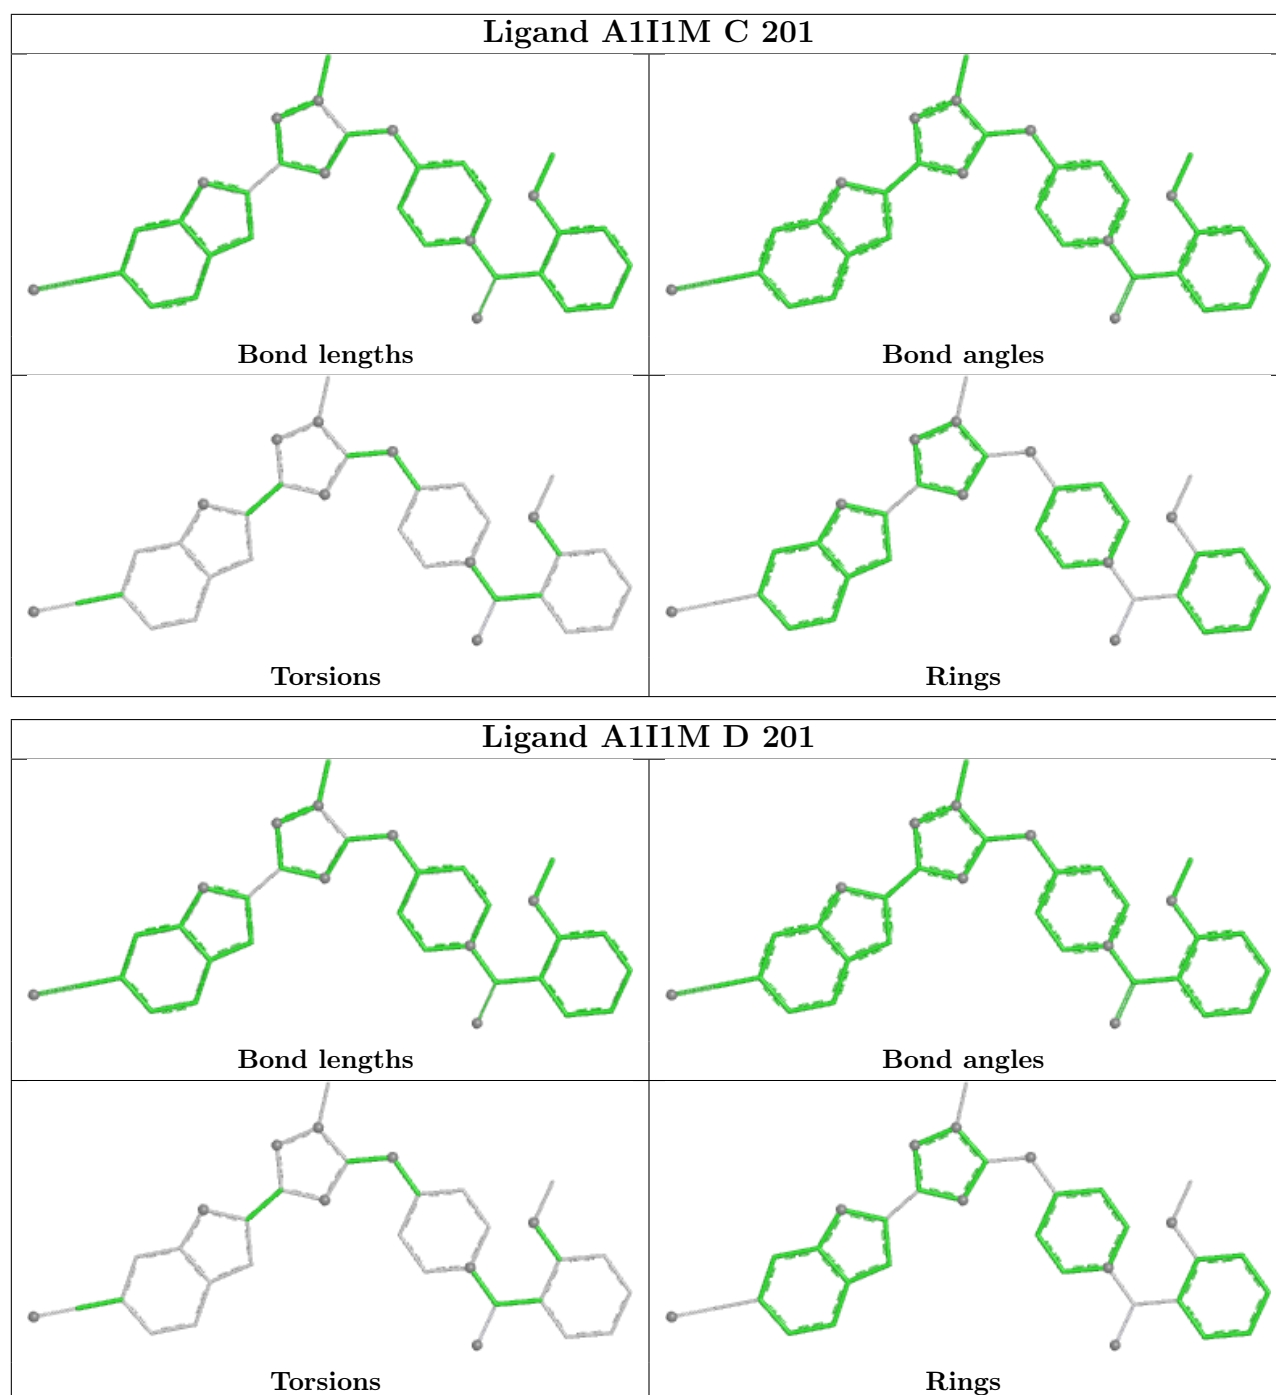 Ligand A1I1M C 201
Bond lengths
Bond angles
Torsions
Rings
Ligand A1I1M D 201
Bond lengths
Bond angles
Torsions
Rings